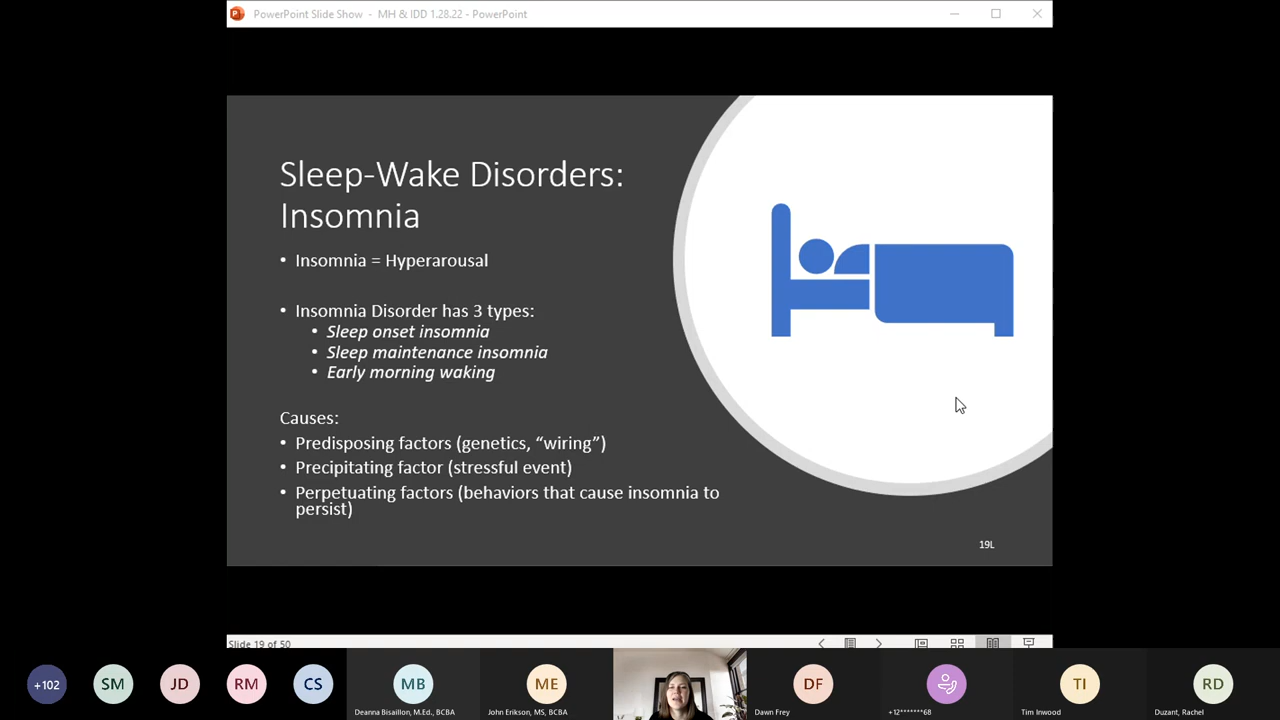 PowerPoint Slide Show - MH & IDD 1.28.22 - PowerPoint
Sleep-Wake Disorders:
Insomnia
• Insomnia = Hyperarousal
• Insomnia Disorder has 3 types:
• Sleep onset insomnia
• Sleep maintenance insomnia
• Early morning waking
Causes:
• Predisposing factors (genetics, “wiring”)
• Precipitating factor (stressful event)
• Perpetuating factors (behaviors that cause insomnia to
persist)
19L
Slide 19 of 50
+102 SM JD RM CS MB ME DF TI RD
Deanna Bisaillon, M.Ed., BCBA John Erikson, MS, BCBA Dawn Frey +12*******68 Tim Inwood Duzant, Rachel